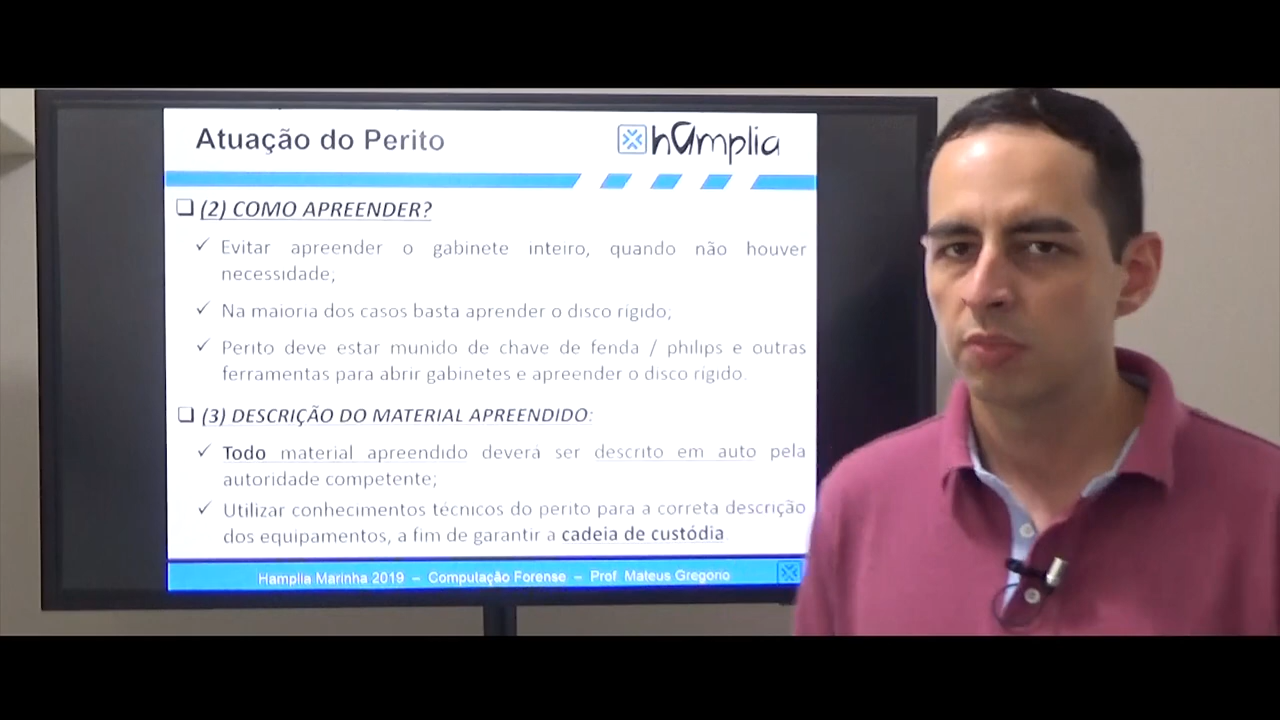 Atuação do Perito
hamplia
(2) COMO APREENDER?
Evitar apreender o gabinete inteiro, quando não houver
necessidade;
Na maioria dos casos basta aprender o disco rígido;
Perito deve estar munido de chave de fenda / philips e outras
ferramentas para abrir gabinetes e apreender o disco rígido.
(3) DESCRIÇÃO DO MATERIAL APREENDIDO:
Todo material apreendido deverá ser descrito em auto pela
autoridade competente;
Utilizar conhecimentos técnicos do perito para a correta descrição
dos equipamentos, a fim de garantir a cadeia de custódia.
Hamplia Marinha 2019 – Computação Forense – Prof. Mateus Gregorio